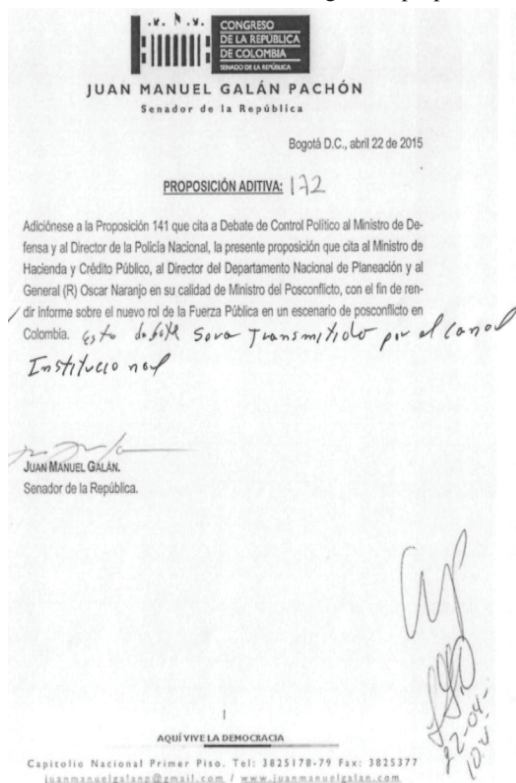 CONGRESO
DE LA REPÚBLICA
DE COLOMBIA
SENADO DE LA REPÚBLICA
JUAN MANUEL GALÁN PACHÓN
Senador de la República
Bogotá D.C., abril 22 de 2015
PROPOSICIÓN ADITIVA: 172
Adiciónese a la Proposición 141 que cita a Debate de Control Político al Ministro de De-
fensa y al Director de la Policía Nacional, la presente proposición que cita al Ministro de
Hacienda y Crédito Público, al Director del Departamento Nacional de Planeación y al
General (R) Oscar Naranjo en su calidad de Ministro del Posconflicto, con el fin de ren-
dir informe sobre el nuevo rol de la Fuerza Pública en un escenario de posconflicto en
Colombia. Esto debate Sera Transmitido por el canal
Institucional
JUAN MANUEL GALÁN.
Senador de la República.
22-04-
AQUÍ VIVE LA DEMOCRACIA
Capitolio Nacional Primer Piso. Tel: 3825178-79 Fax: 3825377
juanmanuelgalanp@gmail.com / www.juanmanuelgalan.com